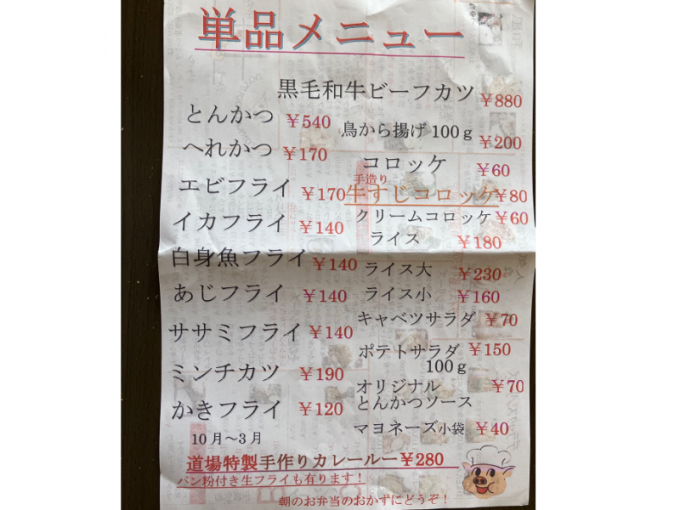 単品メニュー
黒毛和牛ビーフカツ ¥880
とんかつ ¥540
鳥から揚げ100g ¥200
へれかつ ¥170
コロッケ ¥60
手造り
牛すじコロッケ ¥80
エビフライ ¥170
クリームコロッケ ¥60
イカフライ ¥140
ライス ¥180
白身魚フライ ¥140
ライス大 ¥230
あじフライ ¥140
ライス小 ¥160
キャベツサラダ ¥70
ササミフライ ¥140
ポテトサラダ ¥150
100g
ミンチカツ ¥190
オリジナル ¥70
とんかつソース
かきフライ ¥120
マヨネーズ小袋 ¥40
10月～3月
道場特製手作りカレールー¥280
パン粉付き生フライも有ります！
朝のお弁当のおかずにどうぞ！